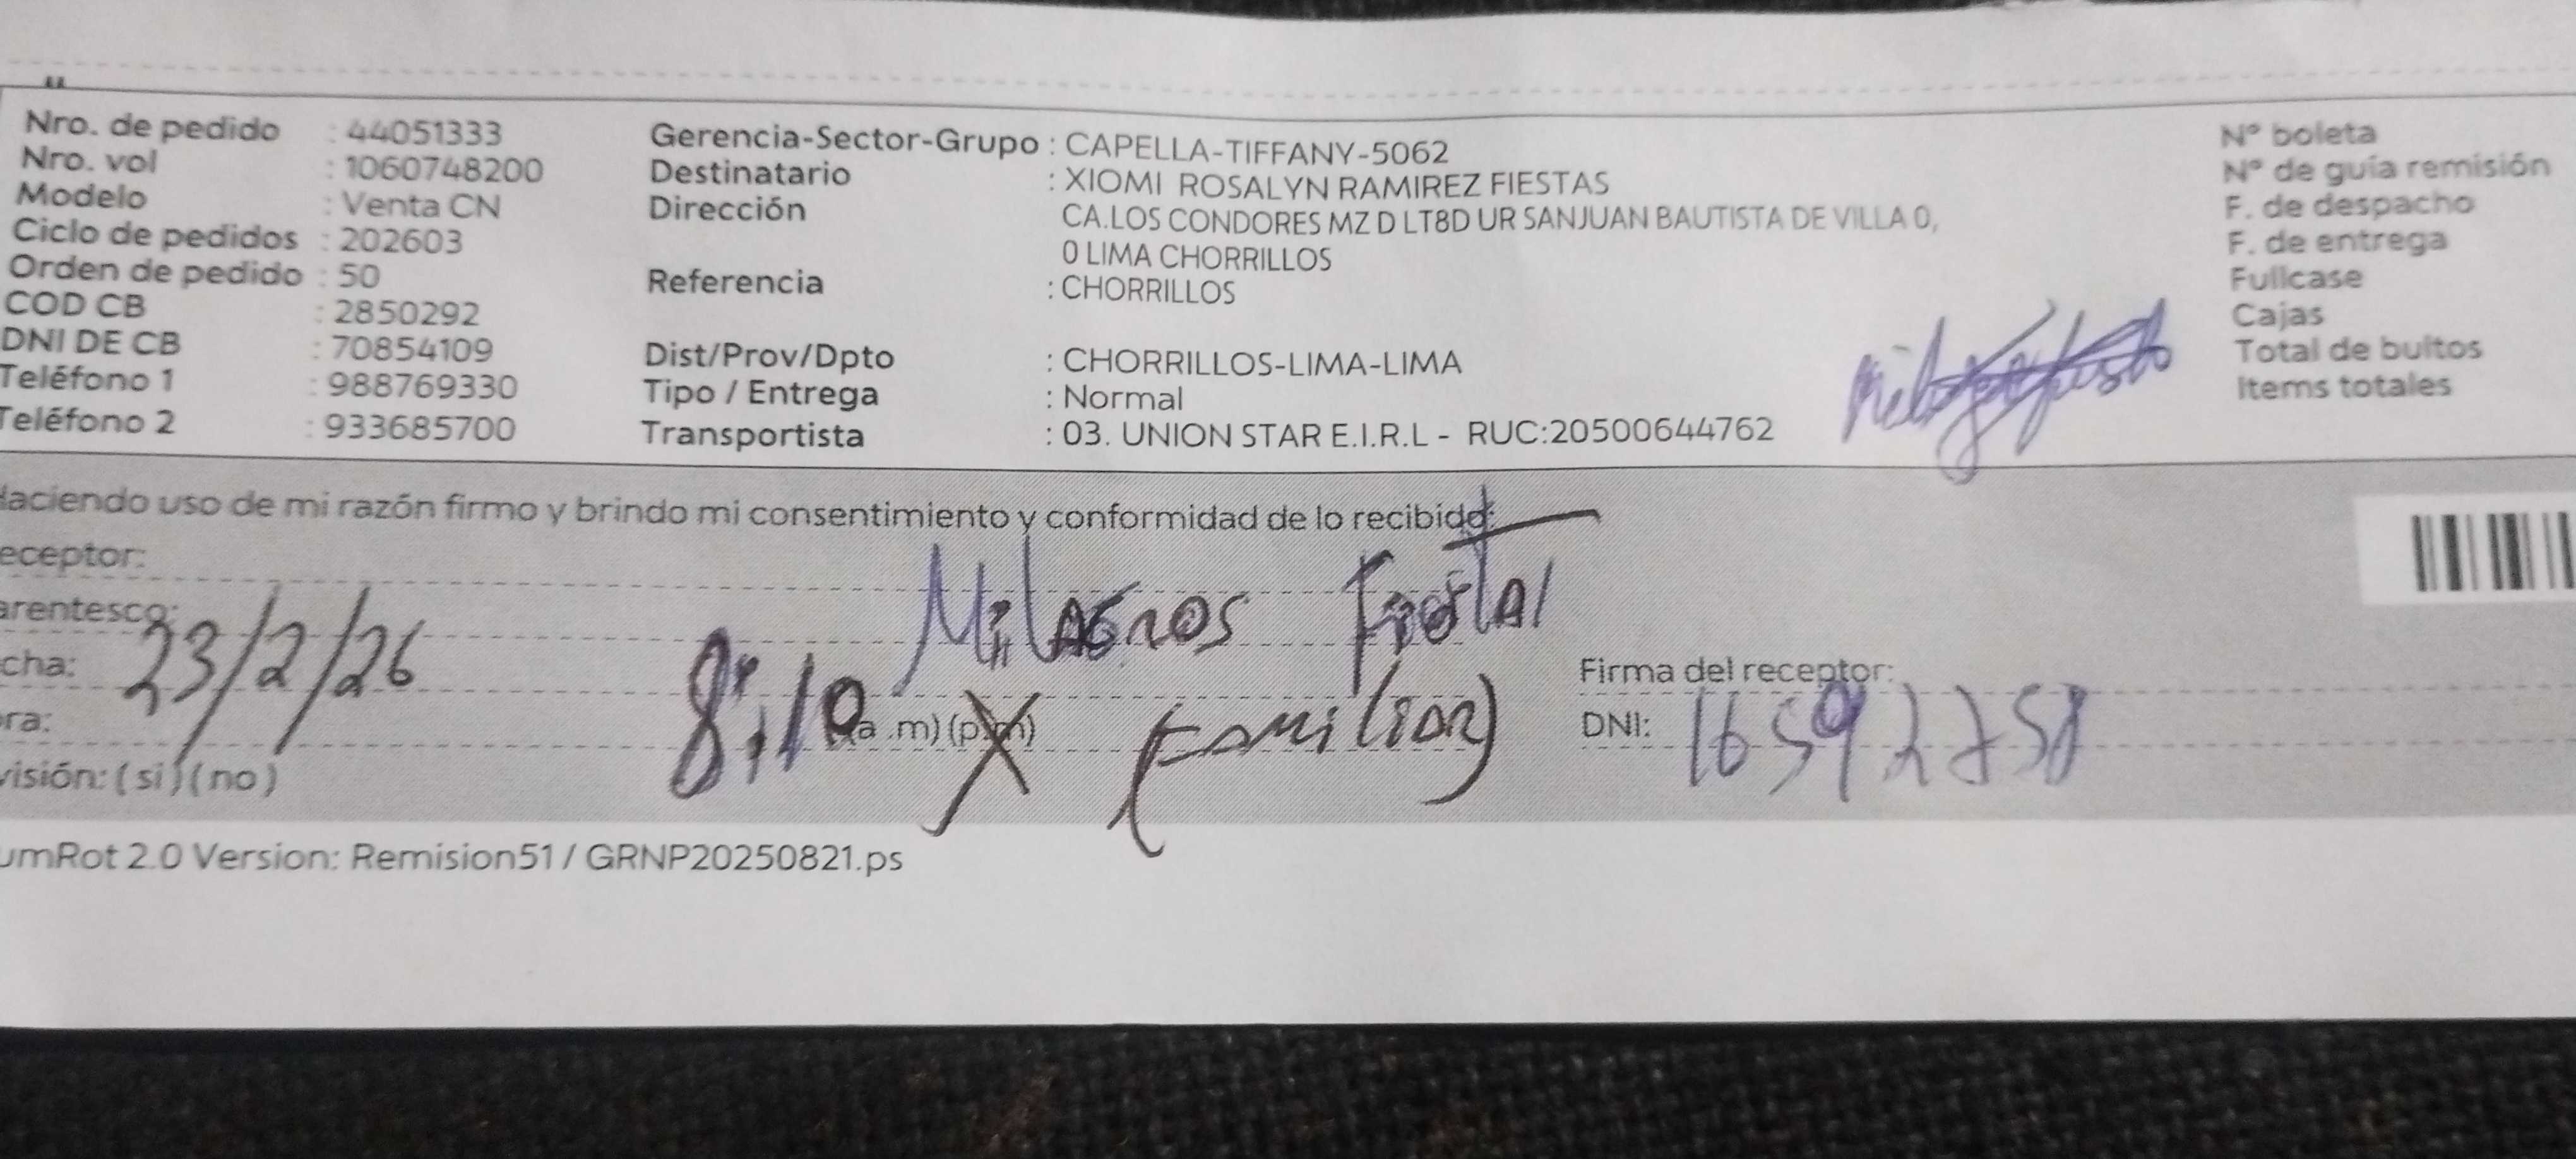 Nro. de pedido : 44051333
Nro. vol : 1060748200
Modelo : Venta CN
Ciclo de pedidos : 202603
Orden de pedido : 50
COD CB : 2850292
DNI DE CB : 70854109
Teléfono 1 : 988769330
Teléfono 2 : 933685700
Gerencia-Sector-Grupo : CAPELLA-TIFFANY-5062
Destinatario : XIOMI ROSALYN RAMIREZ FIESTAS
Dirección CA.LOS CONDORES MZ D LT8D UR SANJUAN BAUTISTA DE VILLA 0,
0 LIMA CHORRILLOS
Referencia : CHORRILLOS
Dist/Prov/Dpto : CHORRILLOS-LIMA-LIMA
Tipo / Entrega : Normal
Transportista : 03. UNION STAR E.I.R.L - RUC:20500644762
Nº boleta
Nº de guía remisión
F. de despacho
F. de entrega
Fullcase
Cajas
Total de bultos
Items totales
Haciendo uso de mi razón firmo y brindo mi consentimiento y conformidad de lo recibido:
eceptor: Milagros
arentesco:
cha: 23/2/26
ra: 8:10 (a .m) (p.m) (Familiar)
Firma del receptor:
DNI: 16592758
visión: ( si ) ( no )
umRot 2.0 Version: Remision51 / GRNP20250821.ps